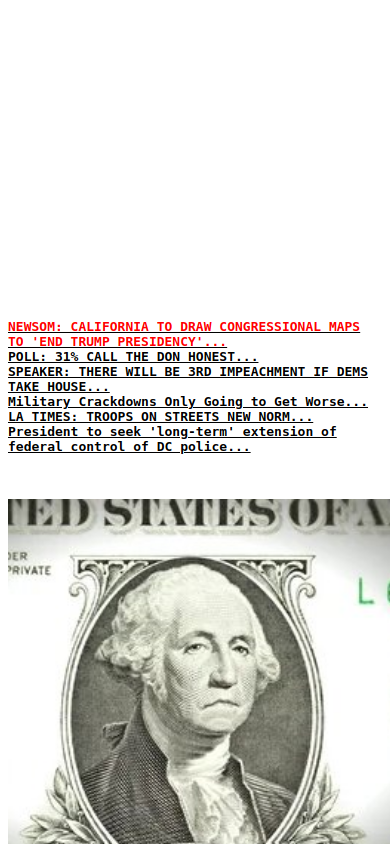 NEWSOM: CALIFORNIA TO DRAW CONGRESSIONAL MAPS
TO 'END TRUMP PRESIDENCY'...
POLL: 31% CALL THE DON HONEST...
SPEAKER: THERE WILL BE 3RD IMPEACHMENT IF DEMS
TAKE HOUSE...
Military Crackdowns Only Going to Get Worse...
LA TIMES: TROOPS ON STREETS NEW NORM...
President to seek 'long-term' extension of
federal control of DC police...
TED STATES OF A
DER
PRIVATE
L 6